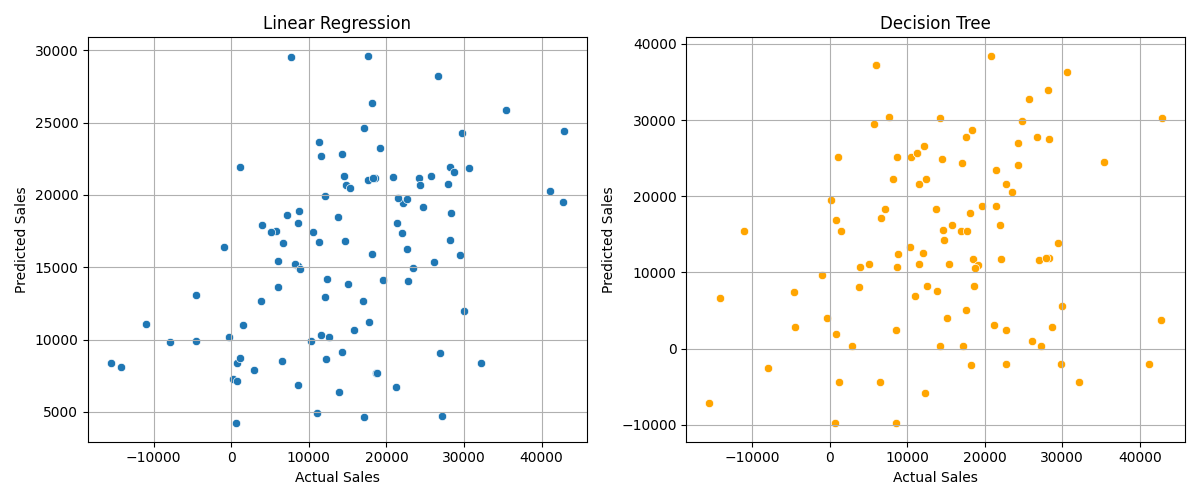 Linear Regression
Predicted Sales
30000
25000
20000
15000
10000
5000
−10000 0 10000 20000 30000 40000
Actual Sales
Decision Tree
Predicted Sales
40000
30000
20000
10000
0
−10000
−10000 0 10000 20000 30000 40000
Actual Sales